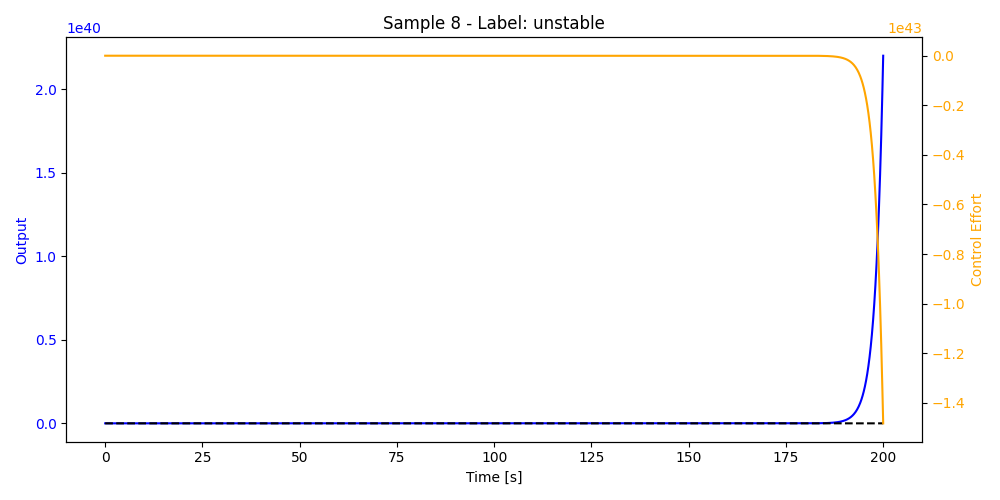 Sample 8 - Label: unstable
1e40
1e43
Output
2.0
1.5
1.0
0.5
0.0
0.0
−0.2
−0.4
−0.6
−0.8
−1.0
−1.2
−1.4
Control Effort
0 25 50 75 100 125 150 175 200
Time [s]